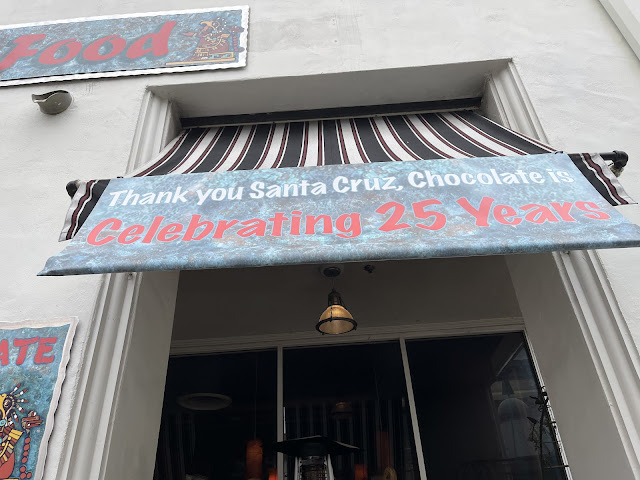 Food
Thank you Santa Cruz, Chocolate is
Celebrating 25 Years
ATE